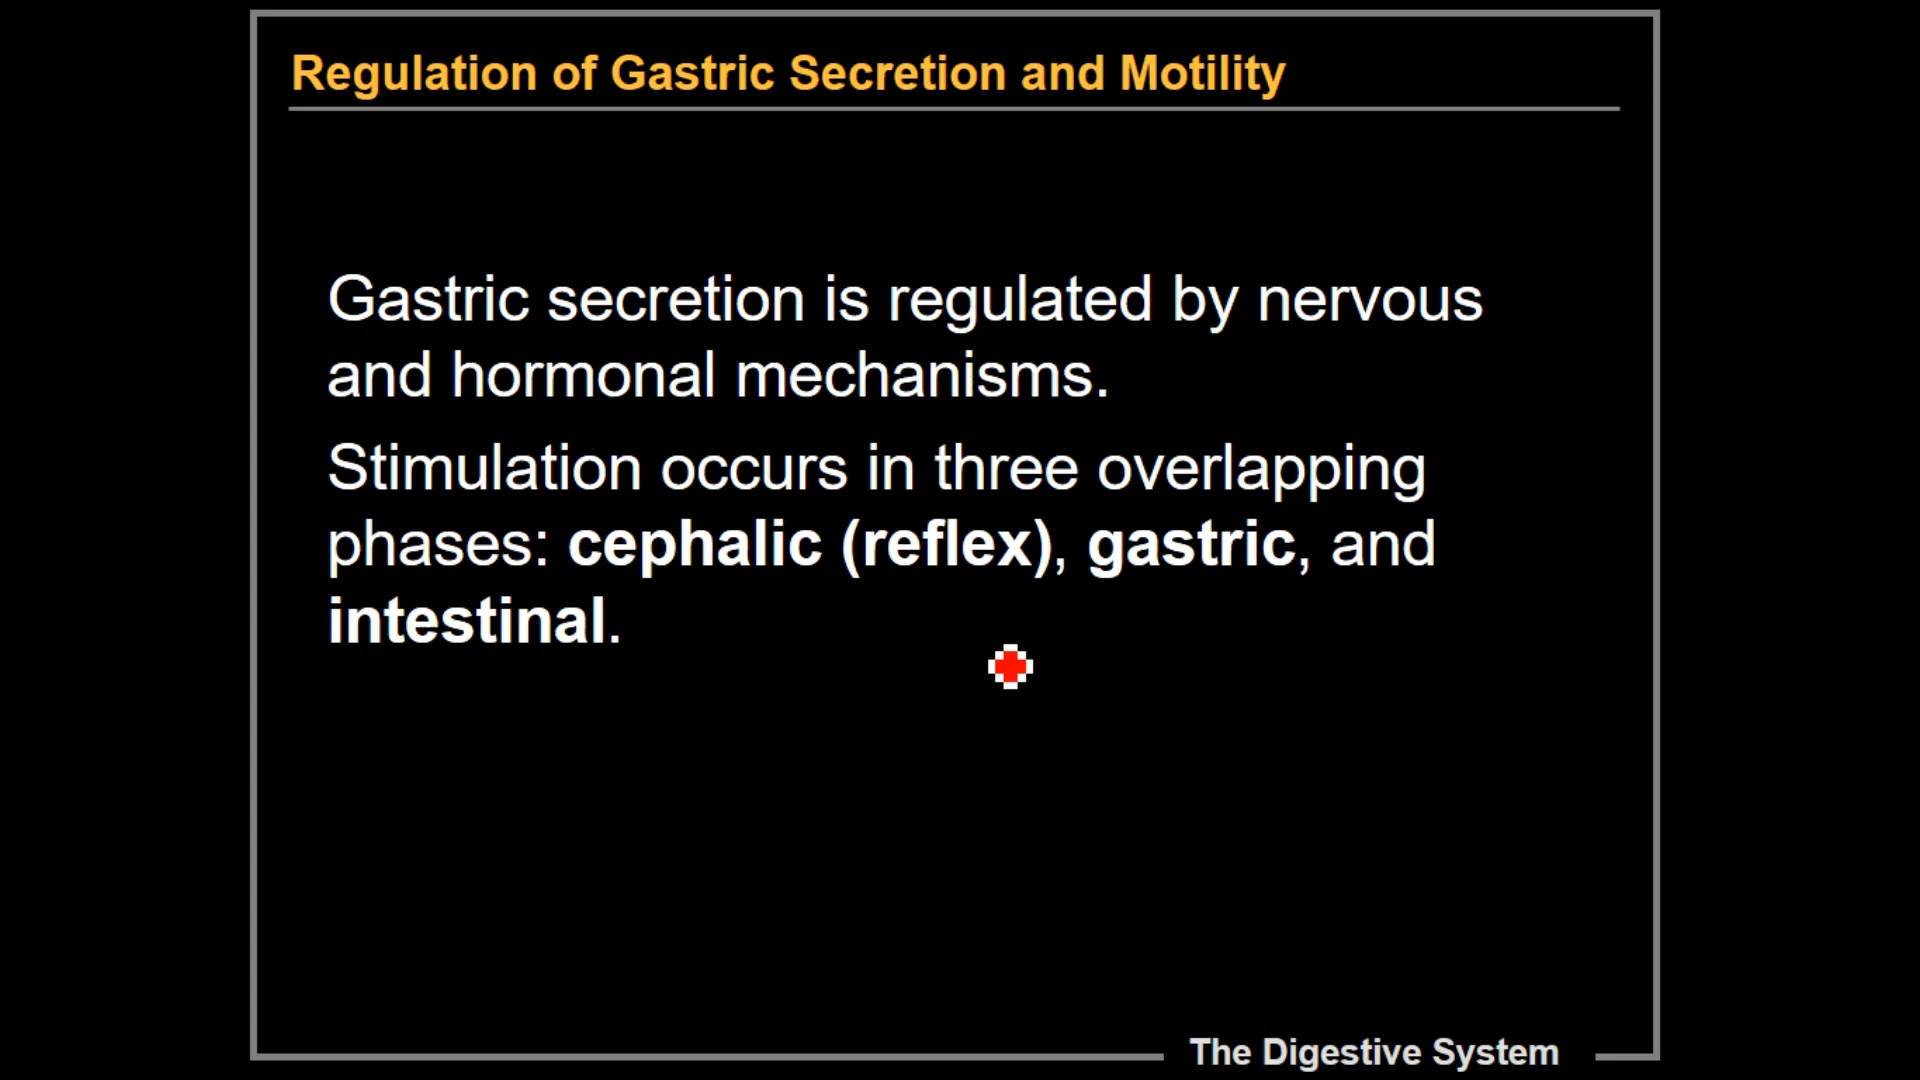 Regulation of Gastric Secretion and Motility
Gastric secretion is regulated by nervous
and hormonal mechanisms.
Stimulation occurs in three overlapping
phases: cephalic (reflex), gastric, and
intestinal.
The Digestive System